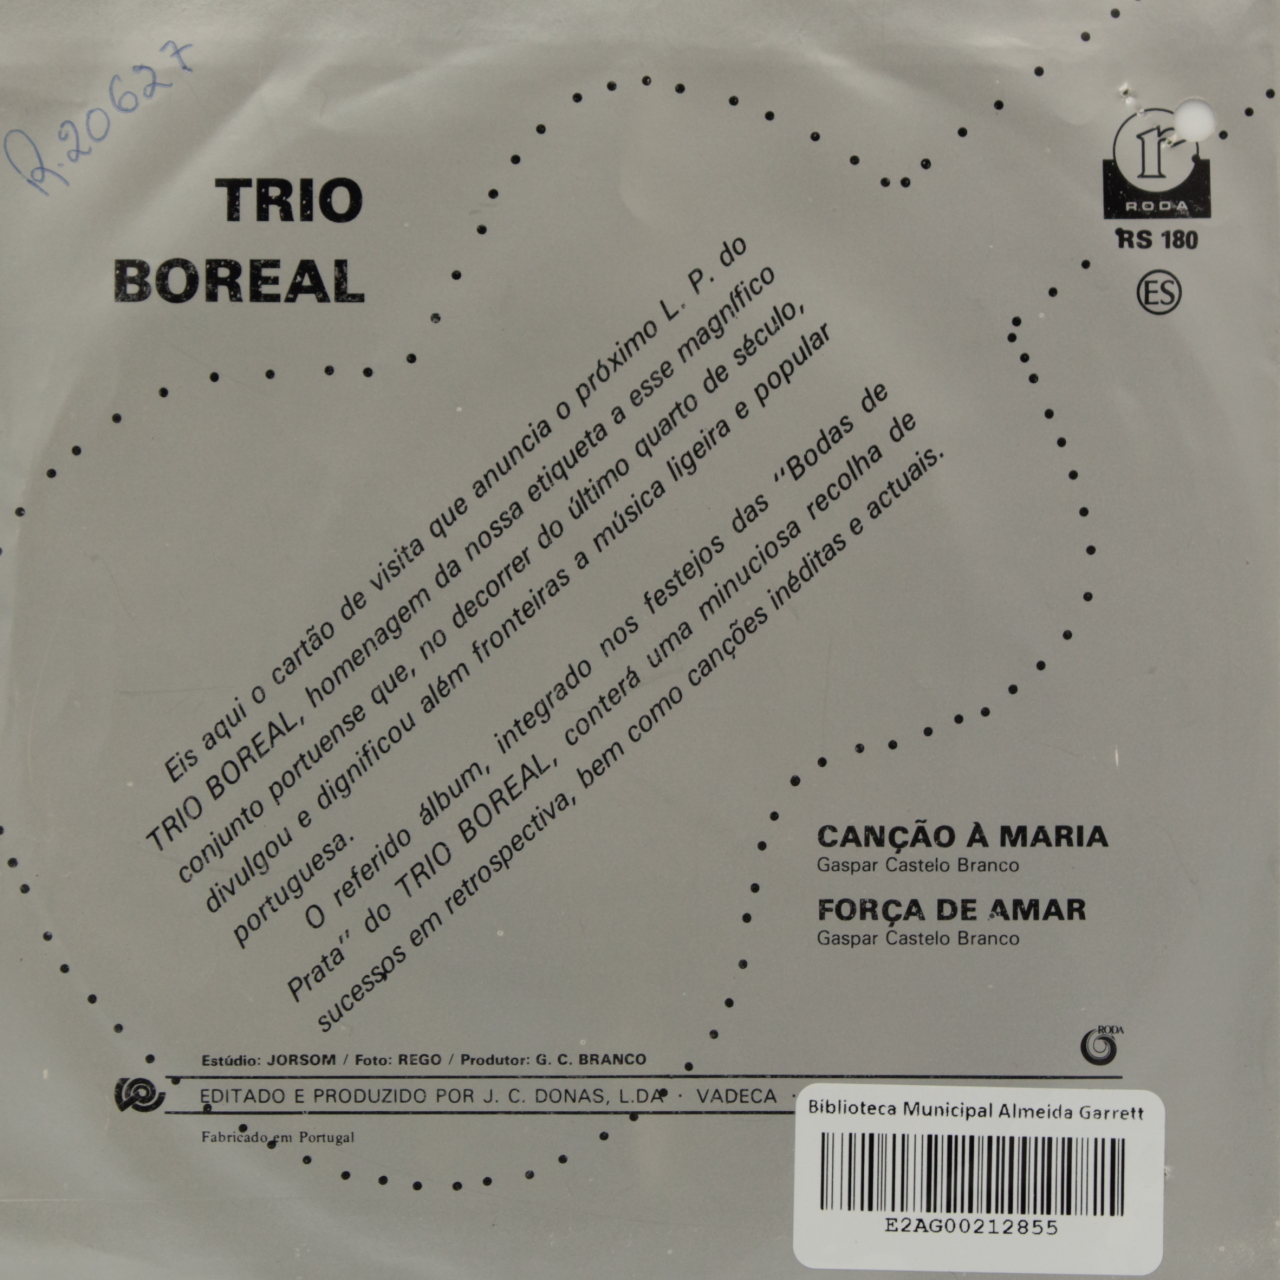 R.20627
TRIO
BOREAL
r
R.O.D.A
RS 180
ES
Eis aqui o cartão de visita que anuncia o próximo L. P. do
TRIO BOREAL, homenagem da nossa etiqueta a esse magnífico
conjunto portuense que, no decorrer do último quarto de século,
divulgou e dignificou além fronteiras a música ligeira e popular
portuguesa.
O referido álbum, integrado nos festejos das "Bodas de
Prata" do TRIO BOREAL, conterá uma minuciosa recolha de
sucessos em retrospectiva, bem como canções inéditas e actuais.
CANÇÃO À MARIA
Gaspar Castelo Branco
FORÇA DE AMAR
Gaspar Castelo Branco
RODA
Estúdio: JORSOM / Foto: REGO / Produtor: G. C. BRANCO
EDITADO E PRODUZIDO POR J. C. DONAS, L.DA · VADECA ·
Fabricado em Portugal
Biblioteca Municipal Almeida Garrett
E2AG00212855